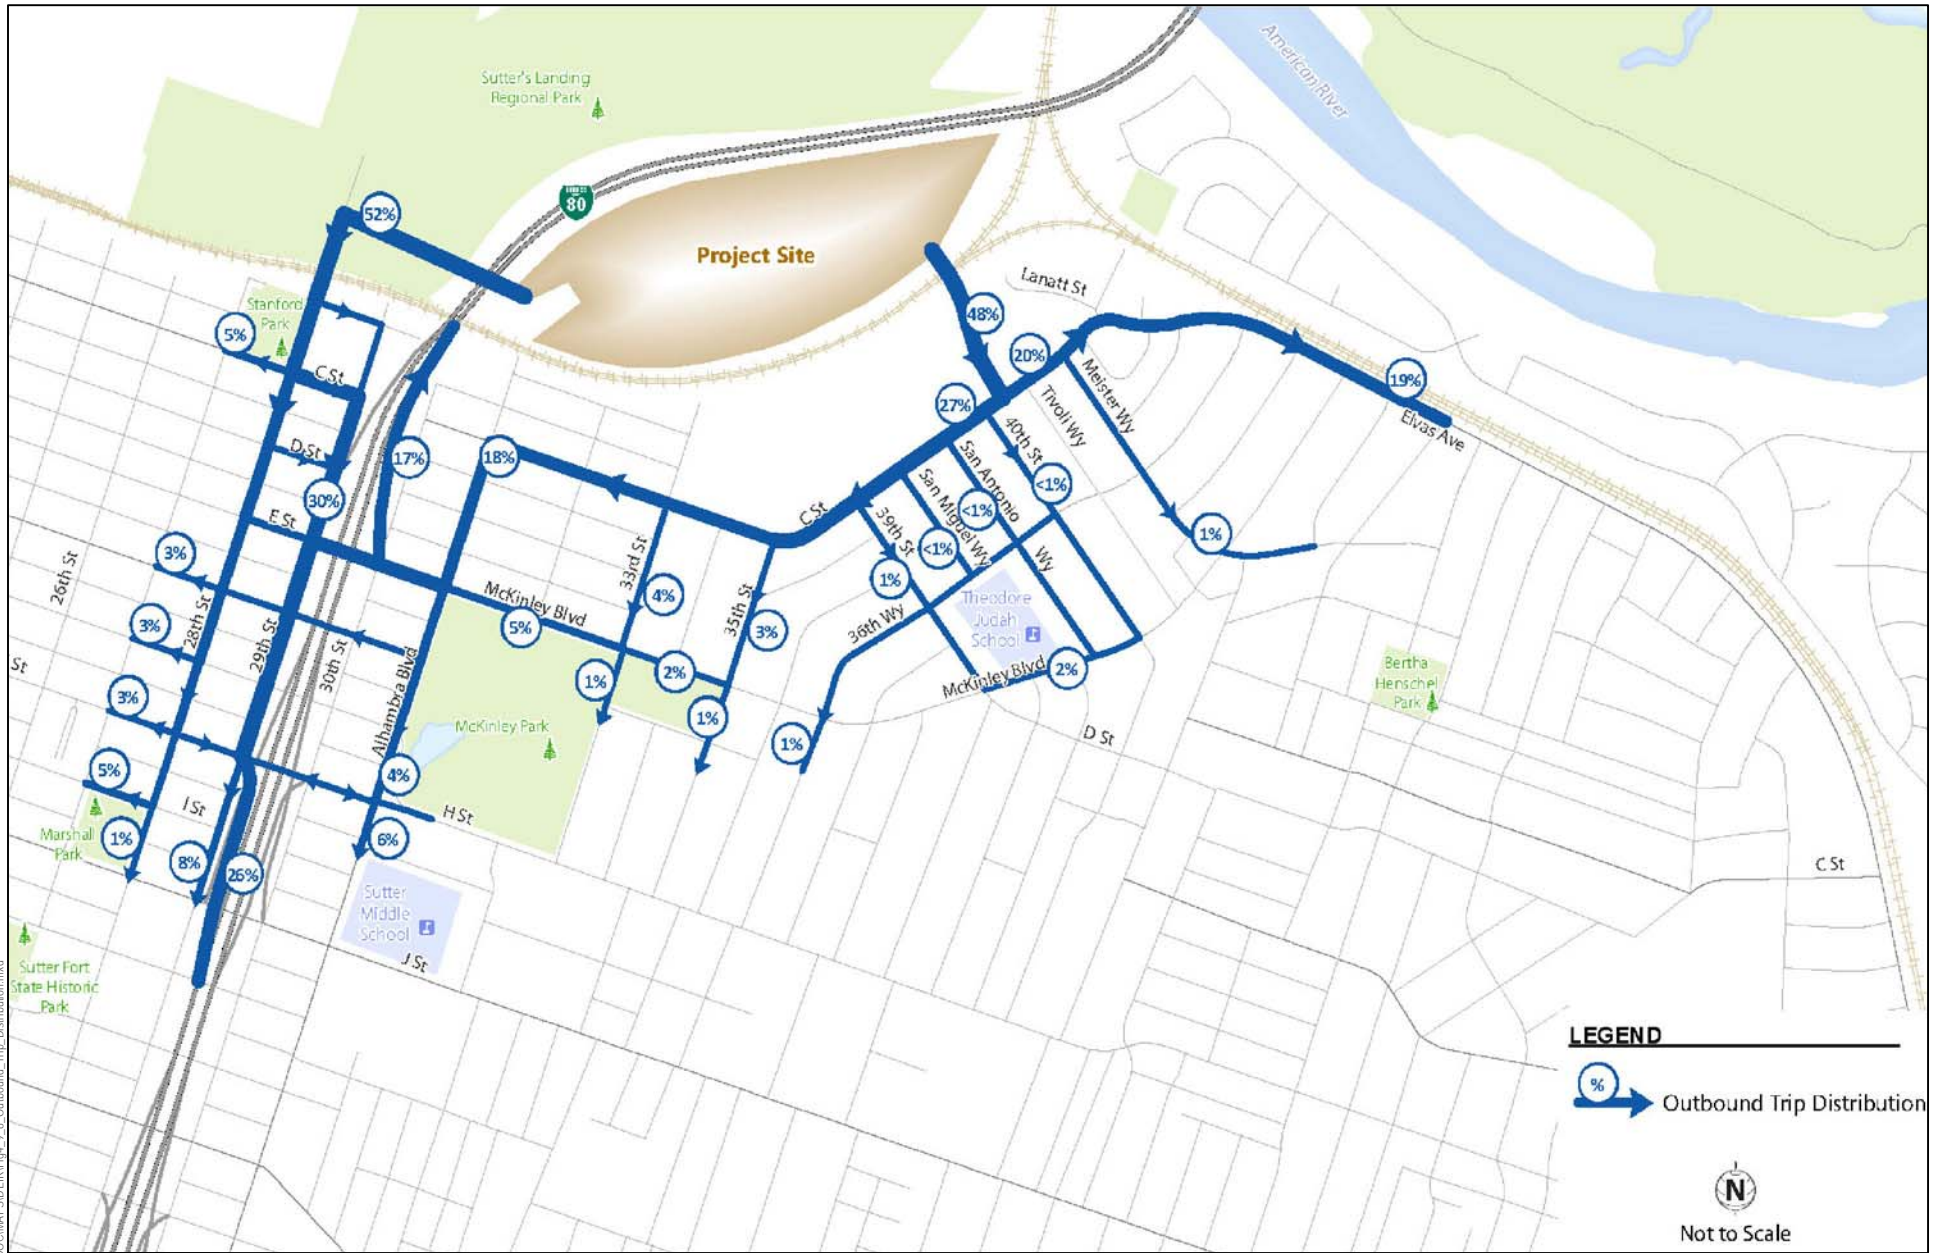 American River
Sutter's Landing
Regional Park
80
52%
Project Site
Lanatt St
Stanford
Park
5%
48%
C St
20%
Meister Wy
19%
Elvas Ave
27%
Tivoli Wy
40th St
D St
17%
18%
San Antonio
Wy
<1%
San Miguel Wy
<1%
30%
C St
E St
39th St
<1%
1%
3%
26th St
33rd St
4%
McKinley Blvd
5%
1%
Theodore
Judah
School
35th St
3%
3%
28th St
29th St
30th St
36th Wy
St
Alhambra Blvd
1%
2%
McKinley Blvd
2%
Bertha
Henschel
Park
3%
McKinley Park
1%
1%
D St
5%
4%
I St
H St
Marshall
Park
1%
8%
26%
6%
C St
Sutter
Middle
School
J St
Sutter Fort
State Historic
Park
LEGEND
%
Outbound Trip Distribution
N
Not to Scale